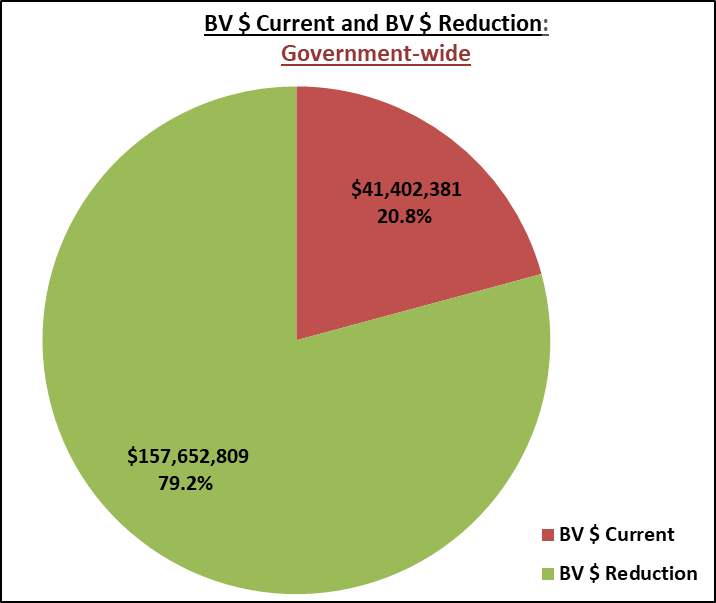 BV $ Current and BV $ Reduction:
Government-wide
$41,402,381
20.8%
$157,652,809
79.2%
BV $ Current
BV $ Reduction